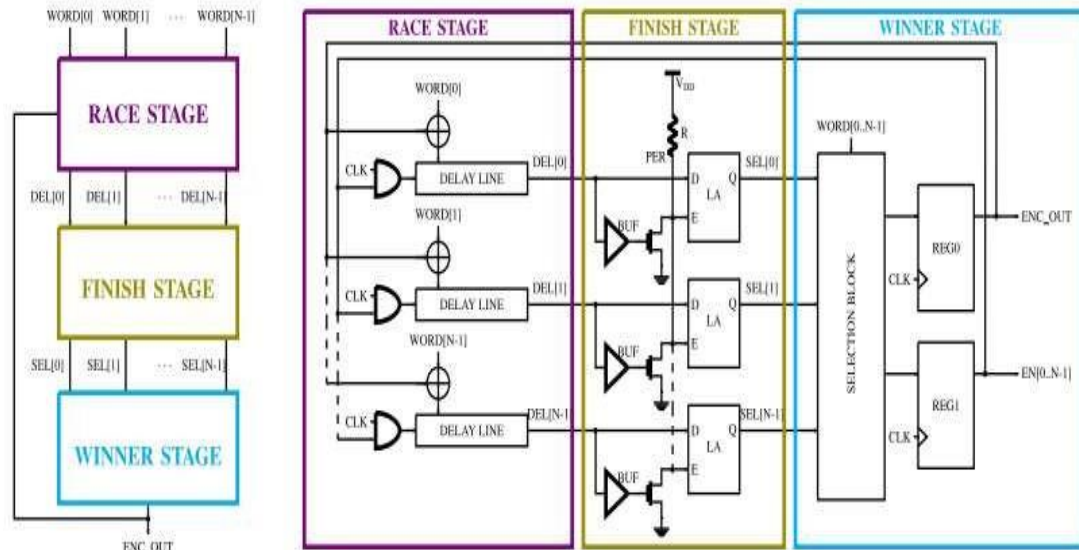 WORD[0] WORD[1] ... WORD[N-1]
RACE STAGE
DEL[0] DEL[1] ... DEL[N-1]
FINISH STAGE
SEL[0] SEL[1] ... SEL[N-1]
WINNER STAGE
ENC_OUT
RACE STAGE
FINISH STAGE
WINNER STAGE
WORD[0]
CLK
DELAY LINE
DEL[0]
WORD[1]
CLK
DELAY LINE
DEL[1]
WORD[N-1]
CLK
DELAY LINE
DEL[N-1
VDD
R
PER
D Q
LA
E
BUF
SEL[0]
D Q
LA
E
BUF
SEL[1]
D Q
LA
E
BUF
SEL[N-1]
WORD[0..N-1]
SELECTION BLOCK
REG0
CLK
ENC_OUT
REG1
CLK
EN[0..N-1]